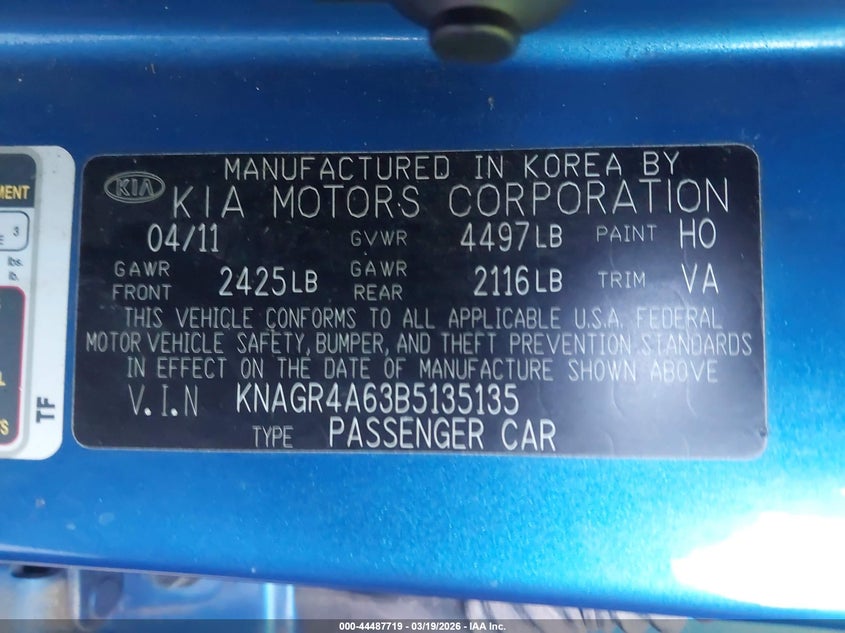 MANUFACTURED IN KOREA BY
KIA
KIA MOTORS CORPORATION
04/11 GVWR 4497LB PAINT HO
GAWR FRONT 2425LB GAWR REAR 2116LB TRIM VA
THIS VEHICLE CONFORMS TO ALL APPLICABLE U.S.A. FEDERAL
MOTOR VEHICLE SAFETY, BUMPER, AND THEFT PREVENTION STANDARDS
IN EFFECT ON THE DATE OF MANUFACTURE SHOWN ABOVE
V.I.N KNAGR4A63B5135135
TYPE PASSENGER CAR
3
lbs.
lb.
TF
000-44487719 - 03/19/2026 - IAA Inc.